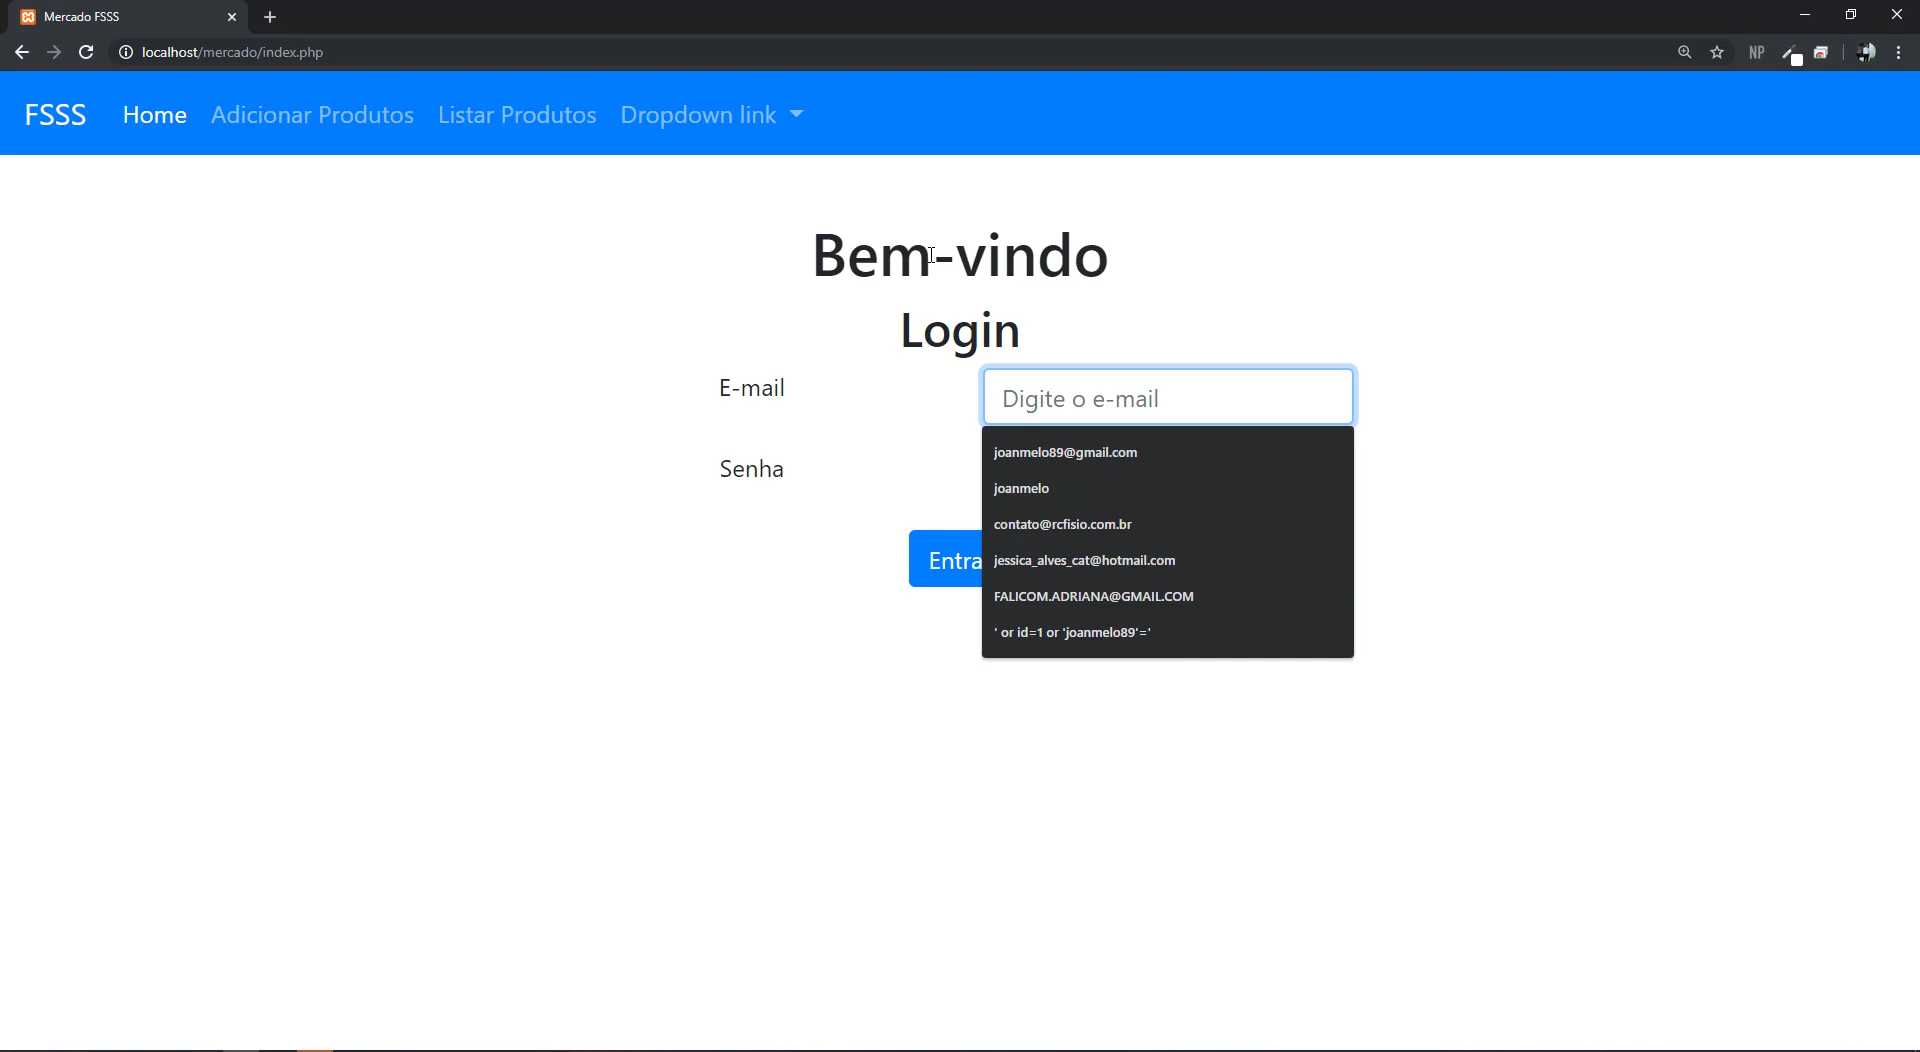 Mercado FSSS
localhost/mercado/index.php
NP
FSSS Home Adicionar Produtos Listar Produtos Dropdown link
Bem-vindo
Login
E-mail
Digite o e-mail
joanmelo89@gmail.com
Senha
joanmelo
contato@rcfisio.com.br
Entra
jessica_alves_cat@hotmail.com
FALICOM.ADRIANA@GMAIL.COM
' or id=1 or 'joanmelo89'='